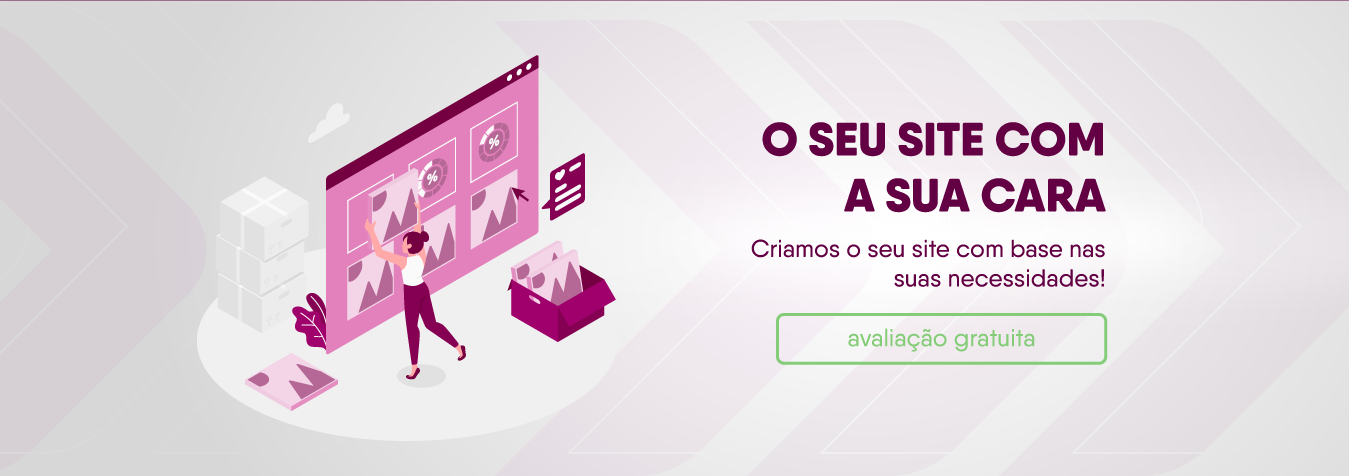 O SEU SITE COM
A SUA CARA
Criamos o seu site com base nas
suas necessidades!
avaliação gratuita
%
%